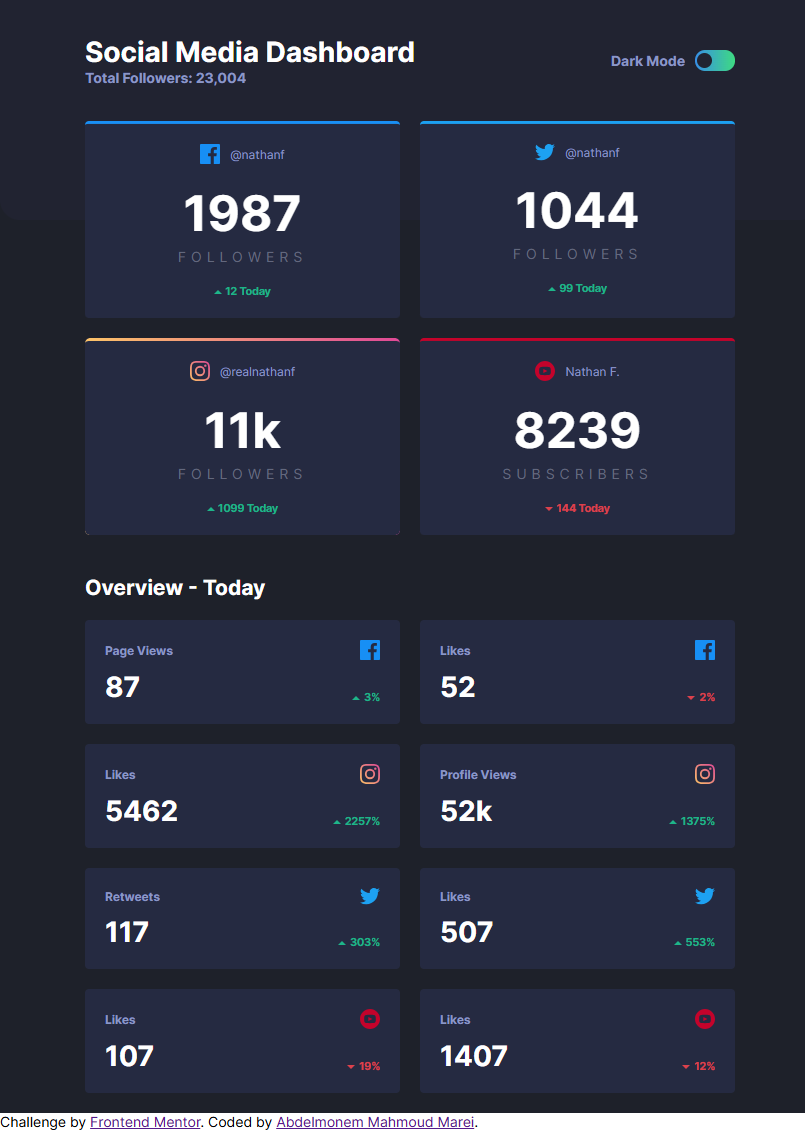 Social Media Dashboard
Total Followers: 23,004
Dark Mode
@nathanf
1987
FOLLOWERS
12 Today
@nathanf
1044
FOLLOWERS
99 Today
@realnathanf
11k
FOLLOWERS
1099 Today
Nathan F.
8239
SUBSCRIBERS
144 Today
Overview - Today
Page Views
87
3%
Likes
52
2%
Likes
5462
2257%
Profile Views
52k
1375%
Retweets
117
303%
Likes
507
553%
Likes
107
19%
Likes
1407
12%
Challenge by Frontend Mentor. Coded by Abdelmonem Mahmoud Marei.